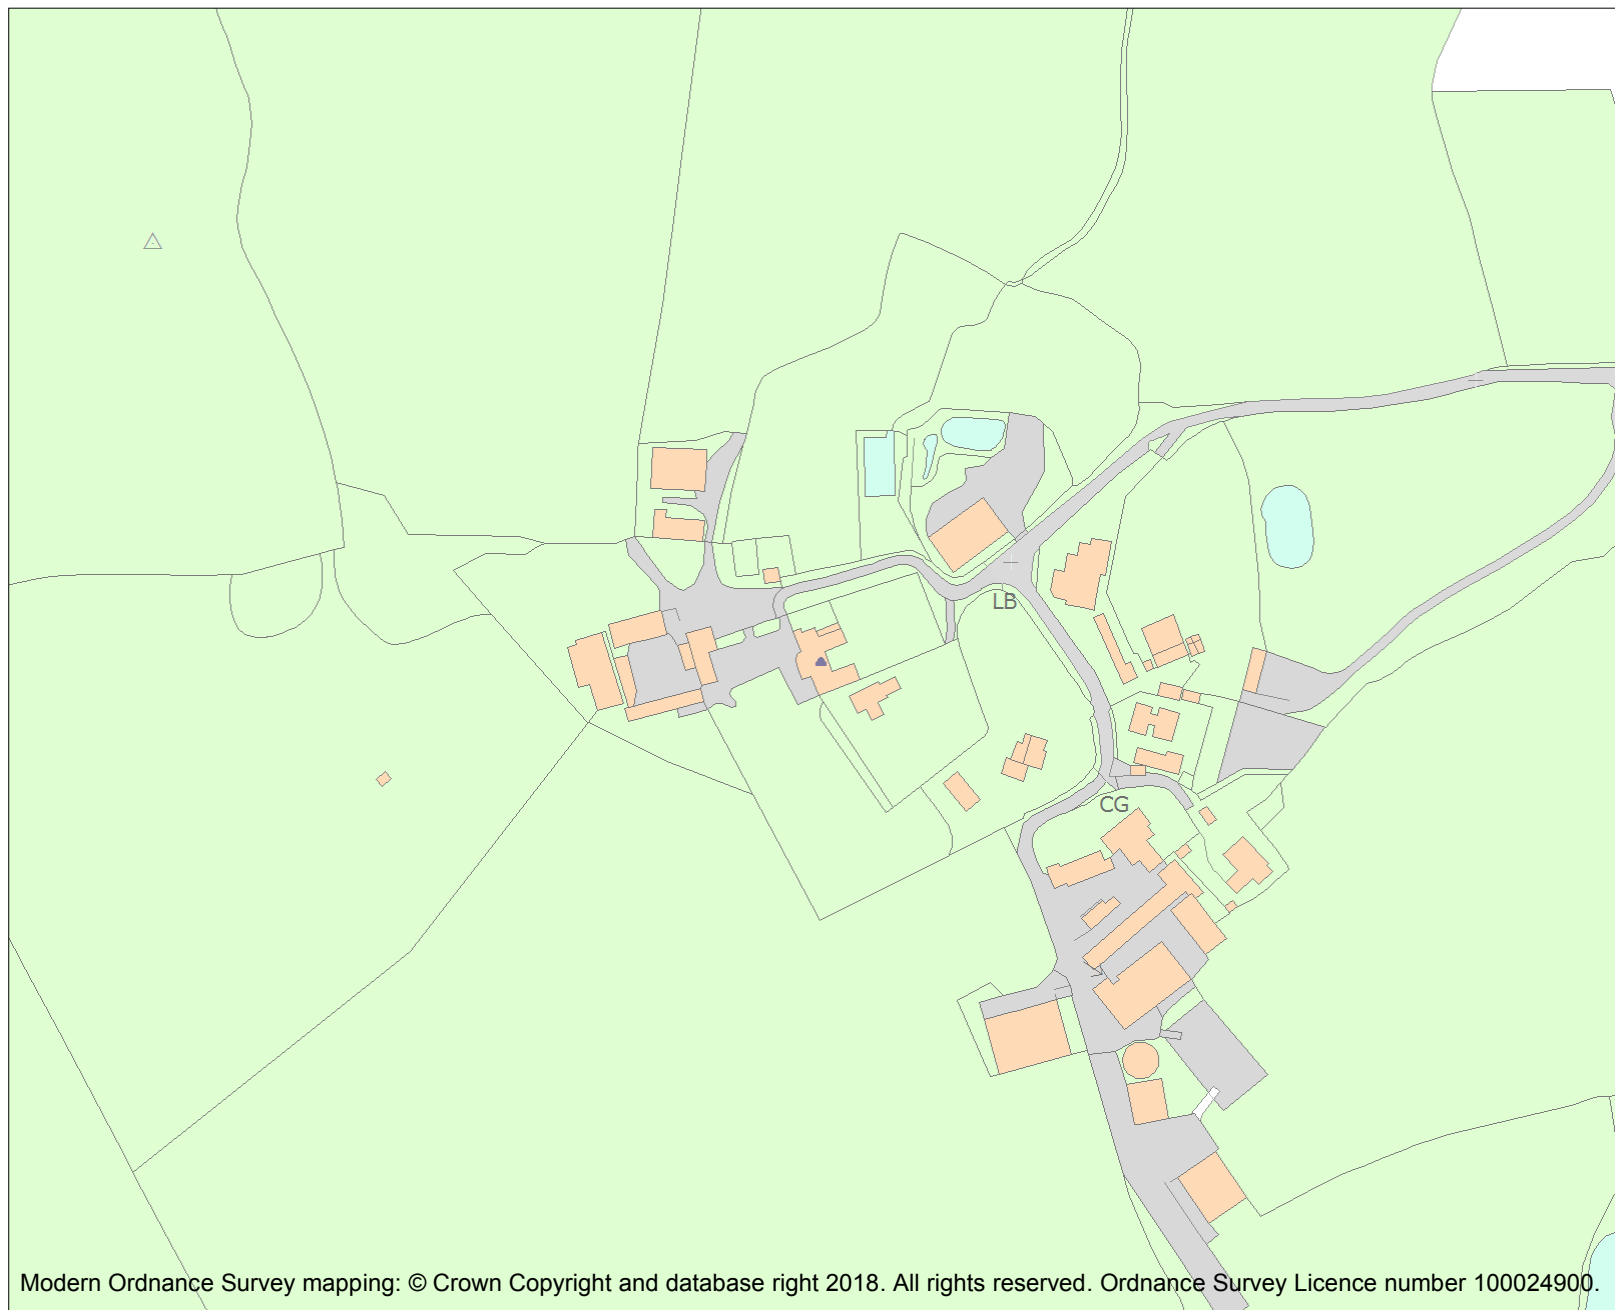 LB
CG
Modern Ordnance Survey mapping: © Crown Copyright and database right 2018. All rights reserved. Ordnance Survey Licence number 100024900.